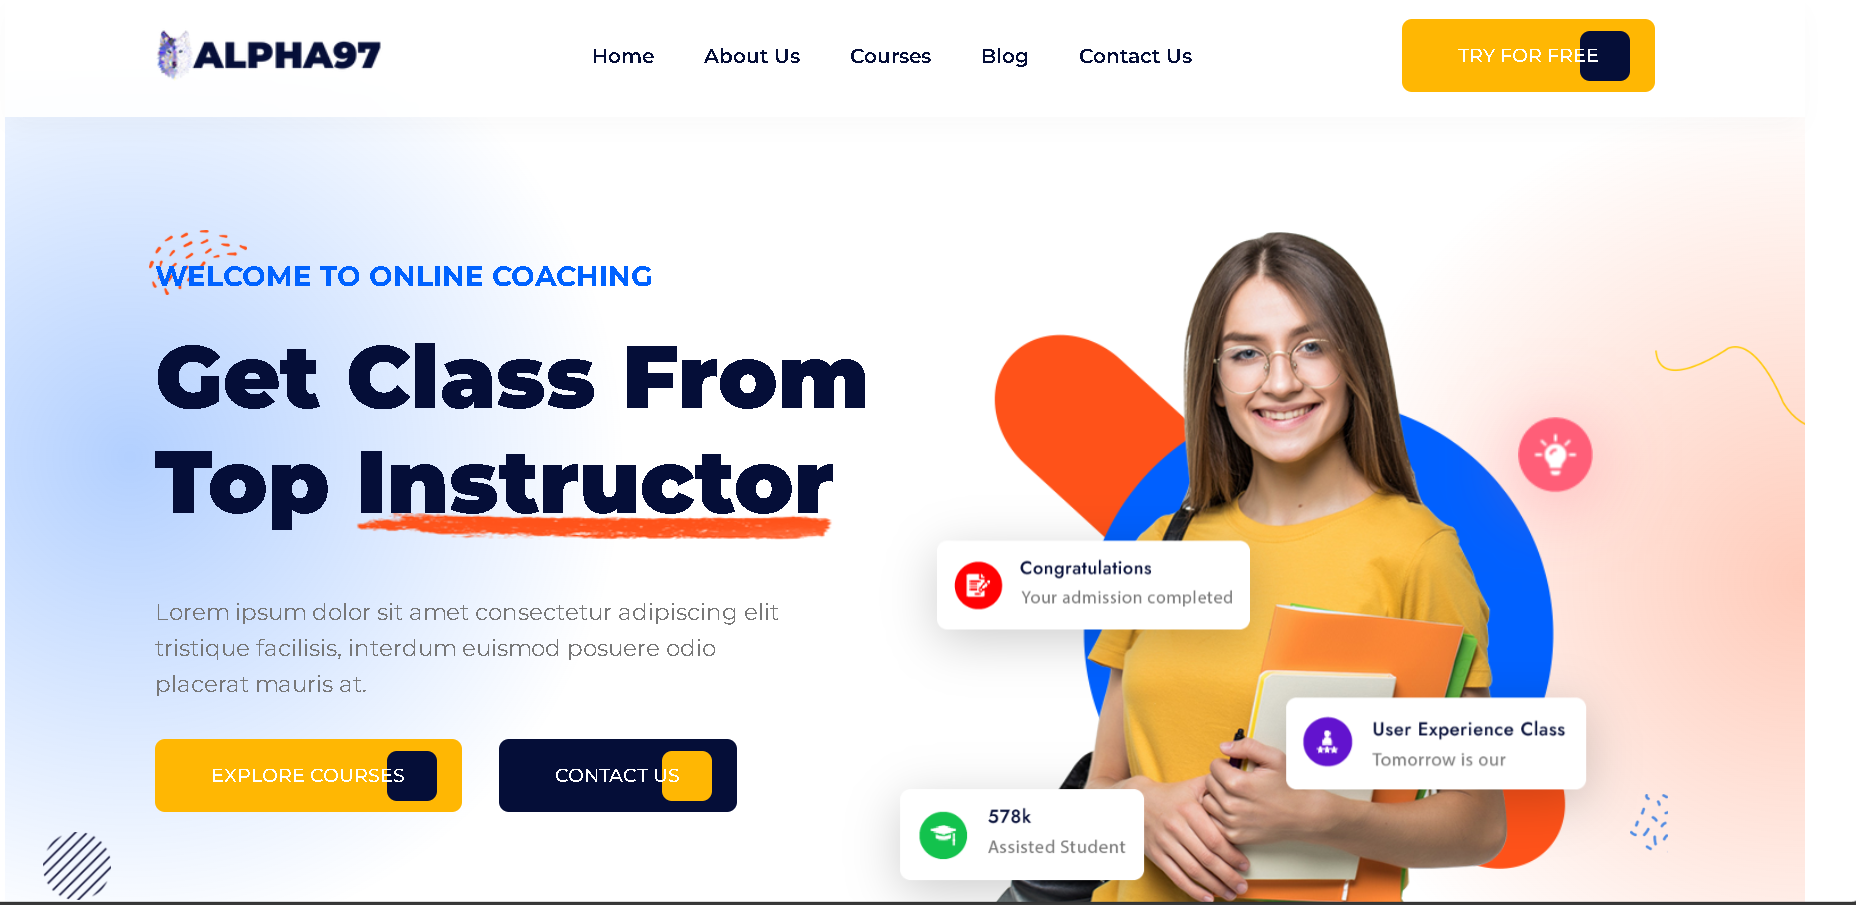 ALPHA97
Home About Us Courses Blog Contact Us
TRY FOR FREE
WELCOME TO ONLINE COACHING
Get Class From
Top Instructor
Lorem ipsum dolor sit amet consectetur adipiscing elit
tristique facilisis, interdum euismod posuere odio
placerat mauris at.
EXPLORE COURSES
CONTACT US
Congratulations
Your admission completed
User Experience Class
Tomorrow is our
578k
Assisted Student